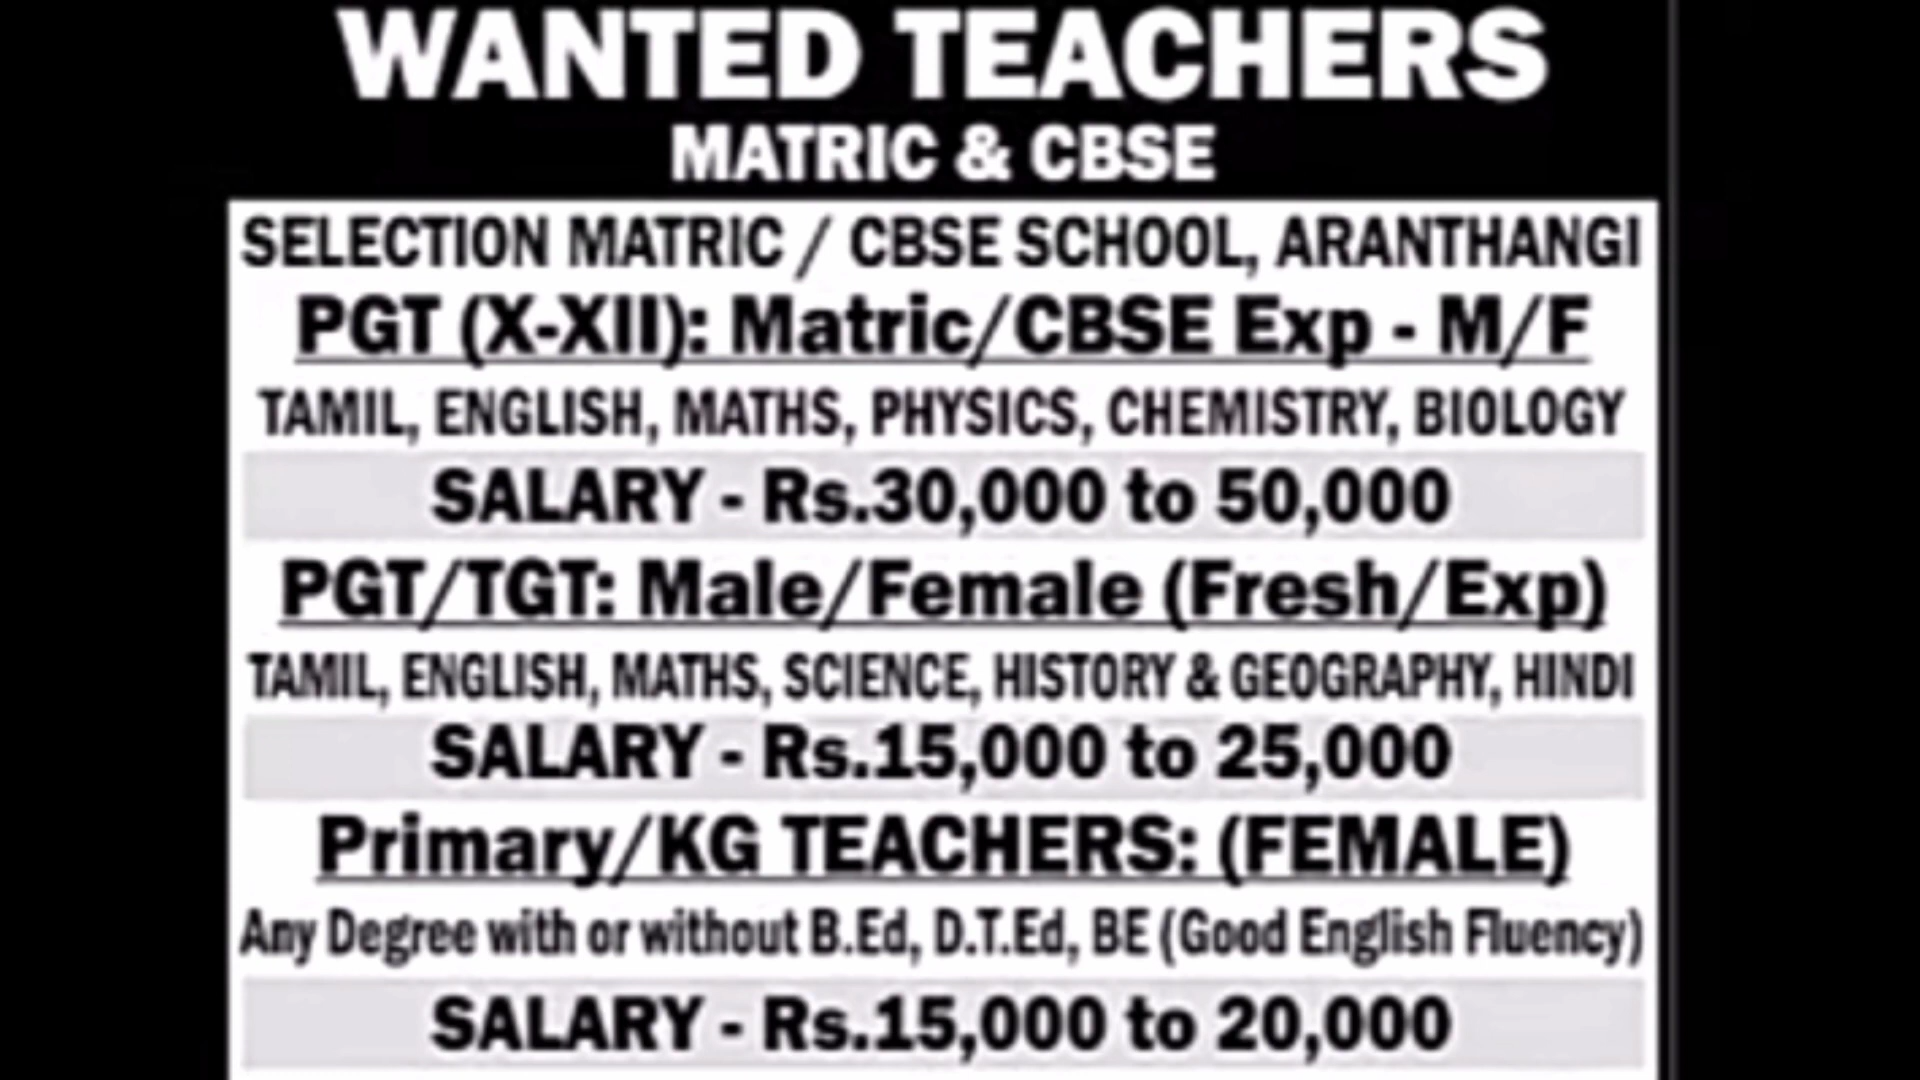 WANTED TEACHERS
MATRIC & CBSE
SELECTION MATRIC / CBSE SCHOOL, ARANTHANGI
PGT (X-XII): Matric/CBSE Exp - M/F
TAMIL, ENGLISH, MATHS, PHYSICS, CHEMISTRY, BIOLOGY
SALARY - Rs.30,000 to 50,000
PGT/TGT: Male/Female (Fresh/Exp)
TAMIL, ENGLISH, MATHS, SCIENCE, HISTORY & GEOGRAPHY, HINDI
SALARY - Rs.15,000 to 25,000
Primary/KG TEACHERS: (FEMALE)
Any Degree with or without B.Ed, D.T.Ed, BE (Good English Fluency)
SALARY - Rs.15,000 to 20,000